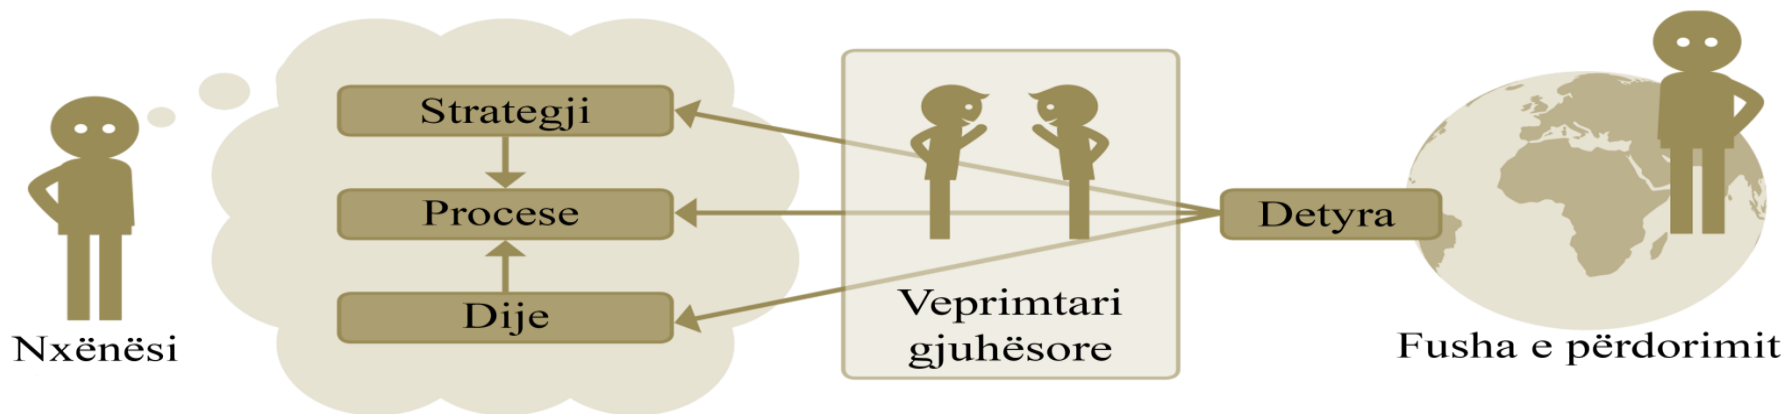 Nxënësi
Strategji
Procese
Dije
Veprimtari
gjuhësore
Detyra
Fusha e përdorimit